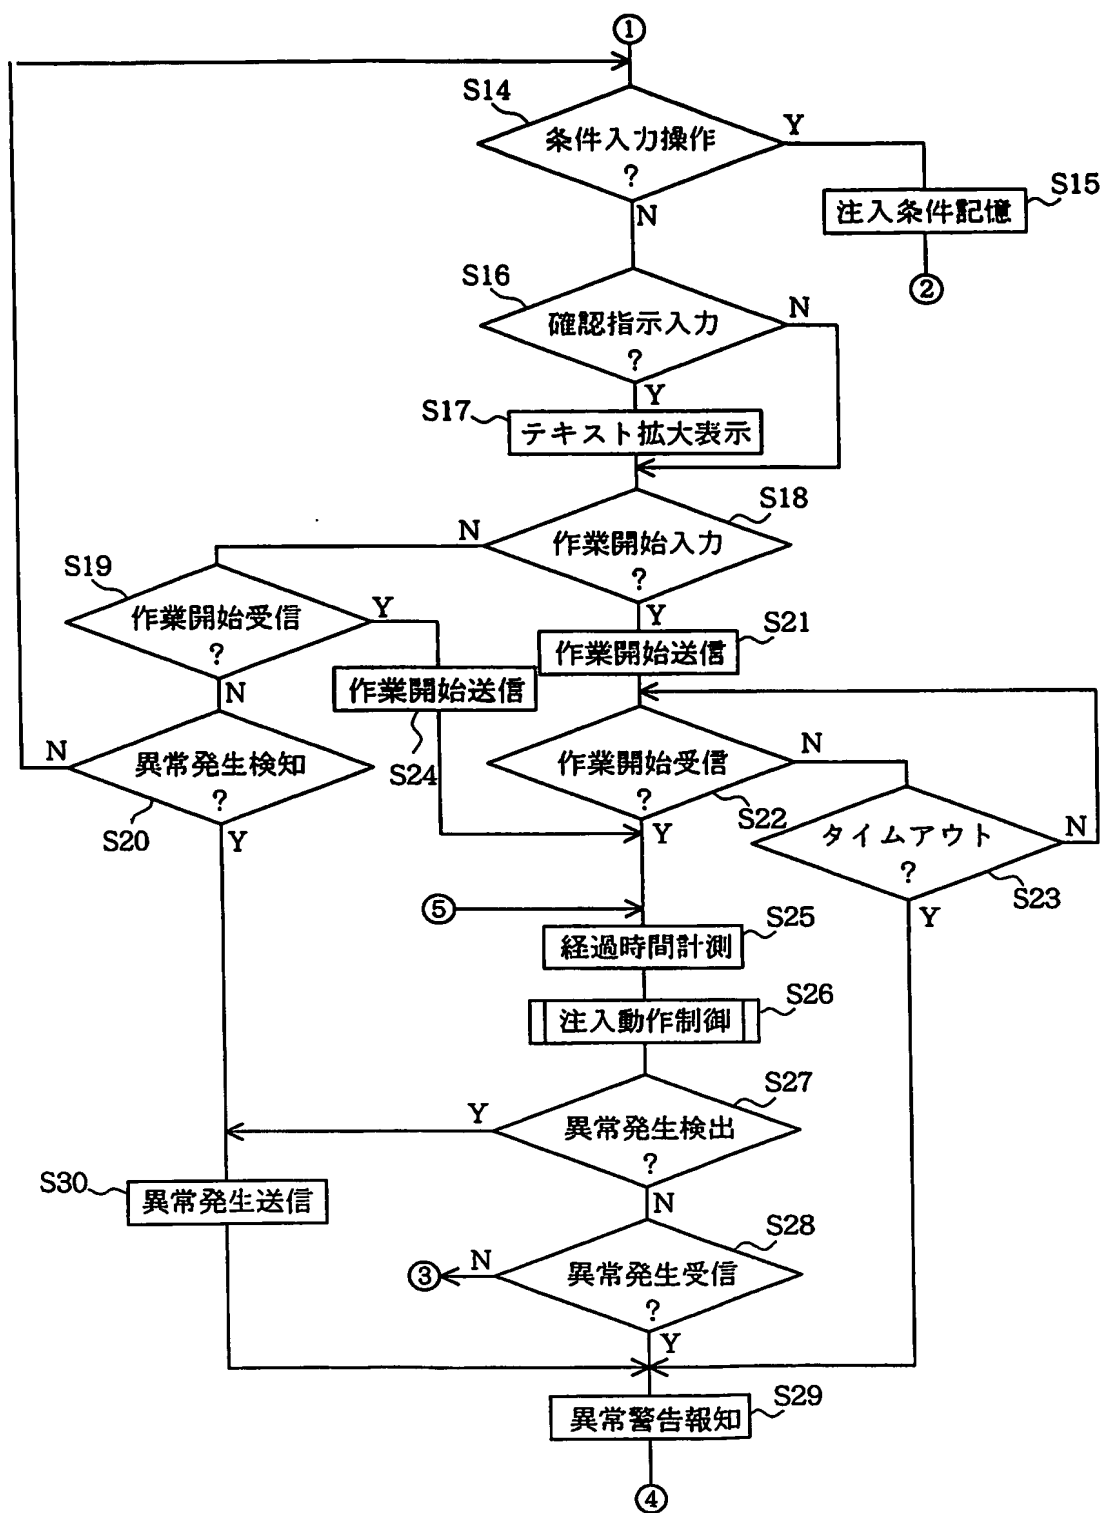 ①
S14
条件入力操作
?
Y
N
S15
注入条件記憶
②
S16
確認指示入力
?
N
Y
S17
テキスト拡大表示
S18
作業開始入力
?
N
Y
S19
作業開始受信
?
Y
N
S21
作業開始送信
作業開始送信
S24
異常発生検知
?
N
Y
S20
作業開始受信
?
N
Y
S22
タイムアウト
?
N
Y
S23
⑤
S25
経過時間計測
S26
注入動作制御
S27
異常発生検出
?
Y
N
S30
異常発生送信
S28
異常発生受信
?
N
Y
③
S29
異常警告報知
④